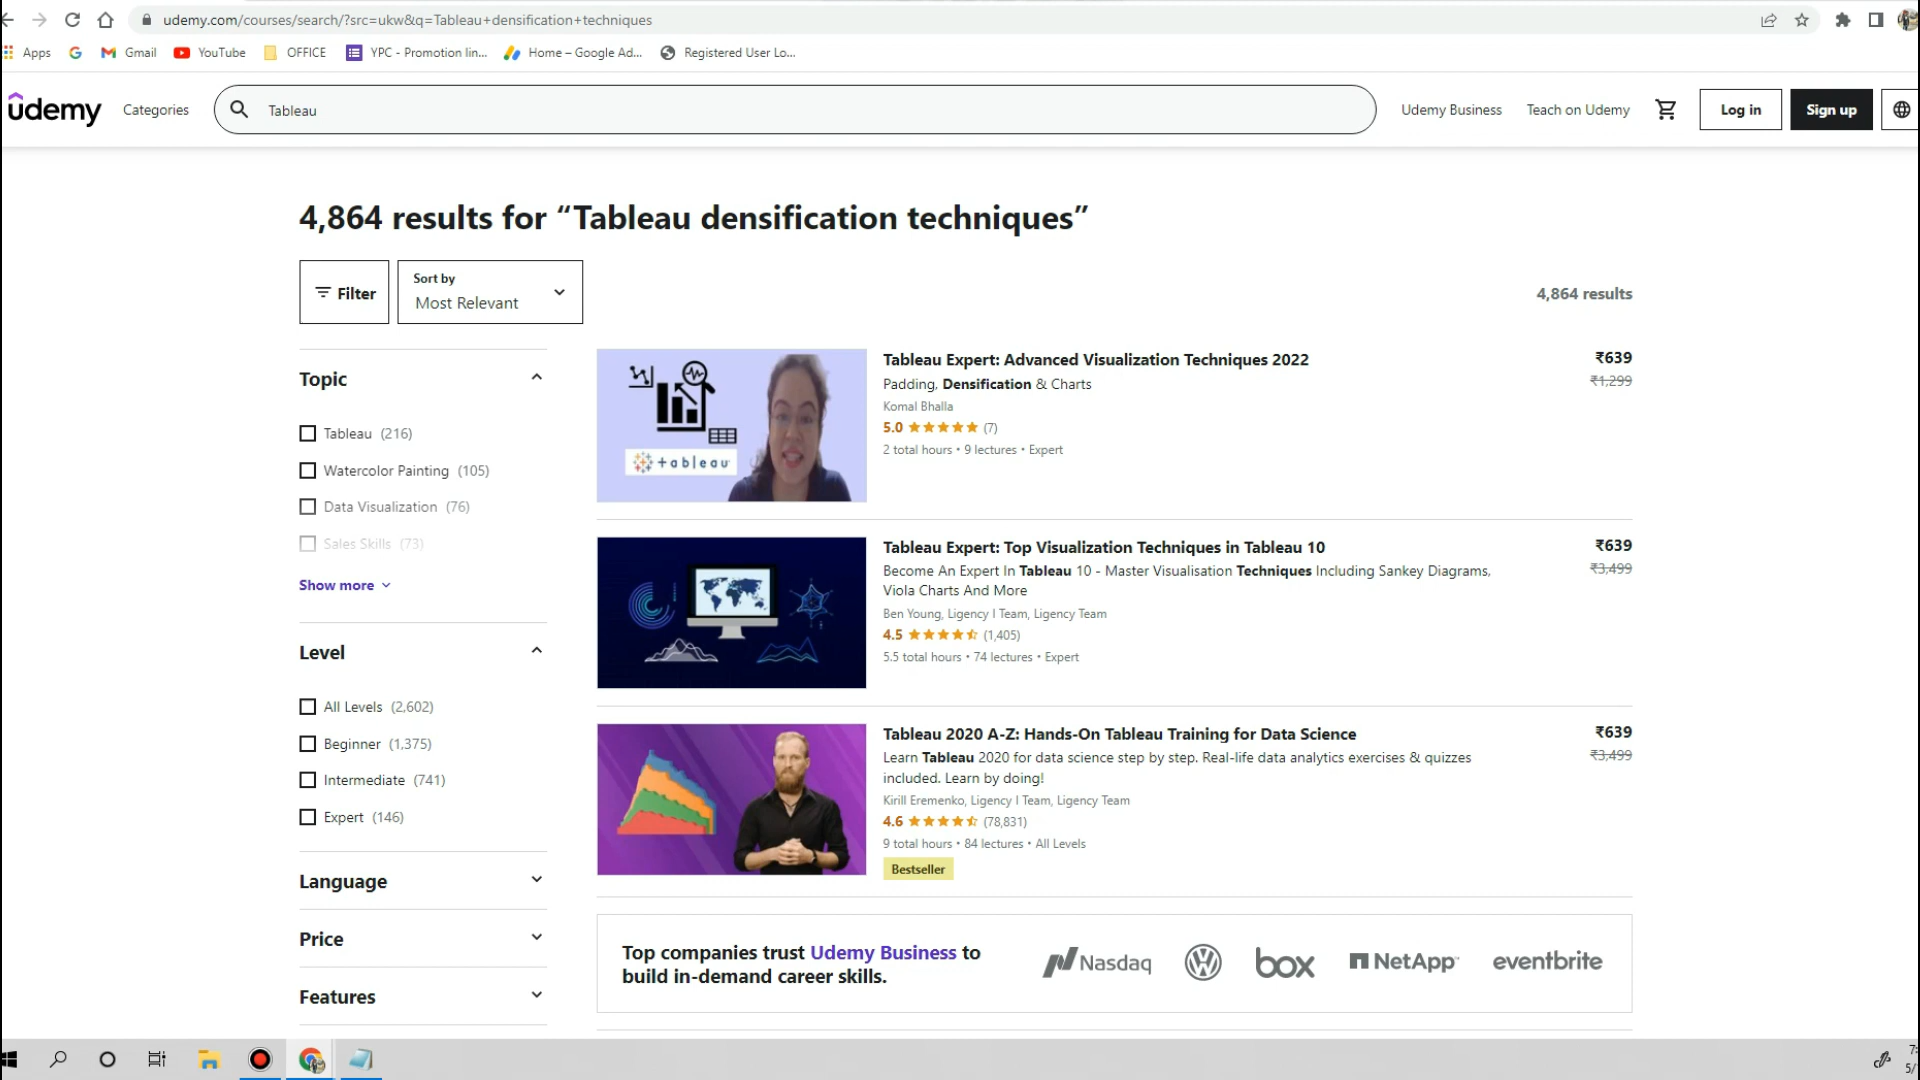 udemy.com/courses/search/?src=ukw&q=Tableau+densification+techniques
Apps
Gmail
YouTube
OFFICE
YPC - Promotion lin...
Home – Google Ad...
Registered User Lo...
ûdemy
Categories
Tableau
Udemy Business
Teach on Udemy
Log in
Sign up
4,864 results for “Tableau densification techniques”
Filter
Sort by
Most Relevant
4,864 results
Topic
Tableau (216)
Watercolor Painting (105)
Data Visualization (76)
Sales Skills (73)
Show more
Level
All Levels (2,602)
Beginner (1,375)
Intermediate (741)
Expert (146)
Language
Price
Features
+ableau
Tableau Expert: Advanced Visualization Techniques 2022
Padding, Densification & Charts
Komal Bhalla
5.0 (7)
2 total hours • 9 lectures • Expert
₹639
₹1,299
Tableau Expert: Top Visualization Techniques in Tableau 10
Become An Expert In Tableau 10 - Master Visualisation Techniques Including Sankey Diagrams,
Viola Charts And More
Ben Young, Ligency I Team, Ligency Team
4.5 (1,405)
5.5 total hours • 74 lectures • Expert
₹639
₹3,499
Tableau 2020 A-Z: Hands-On Tableau Training for Data Science
Learn Tableau 2020 for data science step by step. Real-life data analytics exercises & quizzes
included. Learn by doing!
Kirill Eremenko, Ligency I Team, Ligency Team
4.6 (78,831)
9 total hours • 84 lectures • All Levels
Bestseller
₹639
₹3,499
Top companies trust Udemy Business to
build in-demand career skills.
Nasdaq
box
NetApp
eventbrite
7:
5/